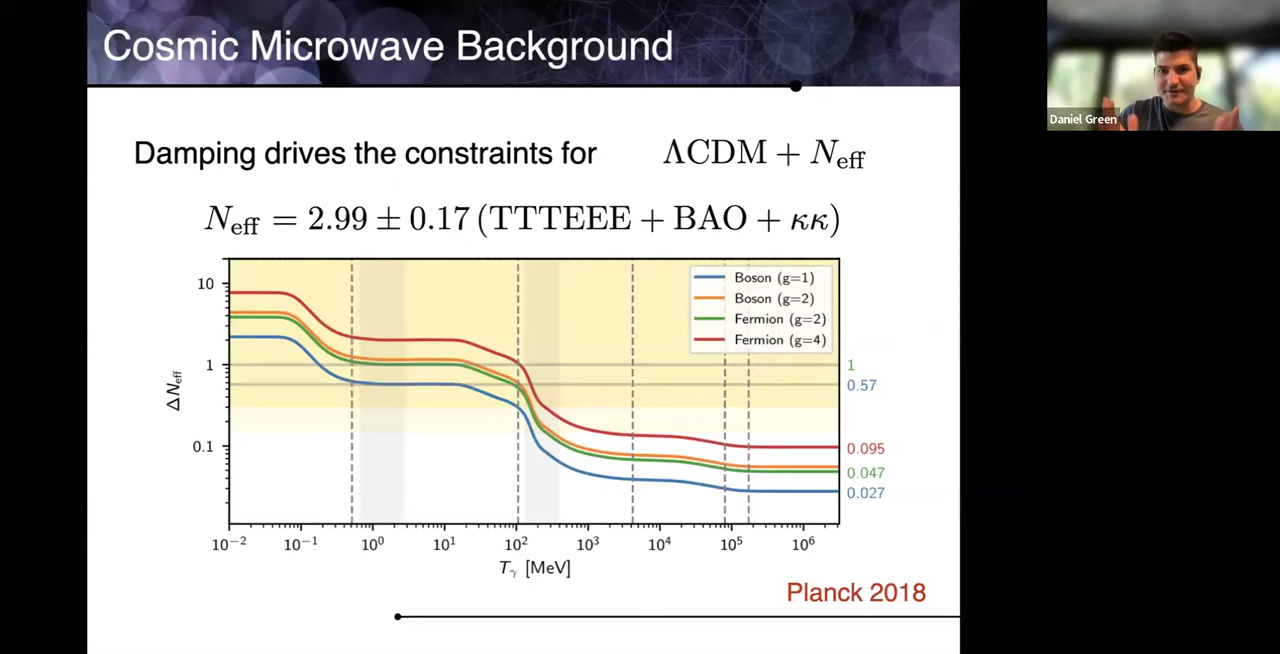 Cosmic Microwave Background
Daniel Green
Damping drives the constraints for ΛCDM + N_eff
N_eff = 2.99 ± 0.17 (TTTEEE + BAO + κκ)
10
1
0.1
ΔN_eff
Boson (g=1)
Boson (g=2)
Fermion (g=2)
Fermion (g=4)
1
0.57
0.095
0.047
0.027
10⁻² 10⁻¹ 10⁰ 10¹ 10² 10³ 10⁴ 10⁵ 10⁶
T_γ [MeV]
Planck 2018